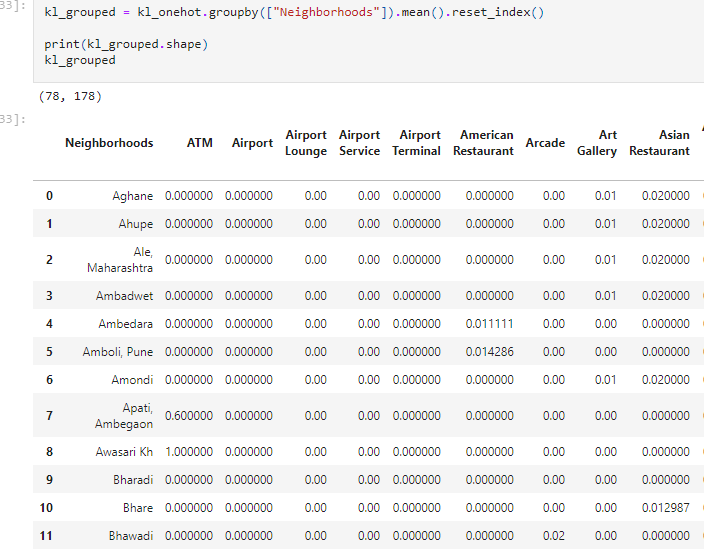 33]:
kl_grouped = kl_onehot.groupby(["Neighborhoods"]).mean().reset_index()
print(kl_grouped.shape)
kl_grouped
(78, 178)
33]:
Neighborhoods ATM Airport Airport Lounge Airport Service Airport Terminal American Restaurant Arcade Art Gallery Asian Restaurant
0 Aghane 0.000000 0.000000 0.00 0.00 0.000000 0.000000 0.00 0.01 0.020000
1 Ahupe 0.000000 0.000000 0.00 0.00 0.000000 0.000000 0.00 0.01 0.020000
2 Ale, Maharashtra 0.000000 0.000000 0.00 0.00 0.000000 0.000000 0.00 0.01 0.020000
3 Ambadwet 0.000000 0.000000 0.00 0.00 0.000000 0.000000 0.00 0.01 0.020000
4 Ambedara 0.000000 0.000000 0.00 0.00 0.000000 0.011111 0.00 0.00 0.000000
5 Amboli, Pune 0.000000 0.000000 0.00 0.00 0.000000 0.014286 0.00 0.00 0.000000
6 Amondi 0.000000 0.000000 0.00 0.00 0.000000 0.000000 0.00 0.01 0.020000
7 Apati, Ambegaon 0.600000 0.000000 0.00 0.00 0.000000 0.000000 0.00 0.00 0.000000
8 Awasari Kh 1.000000 0.000000 0.00 0.00 0.000000 0.000000 0.00 0.00 0.000000
9 Bharadi 0.000000 0.000000 0.00 0.00 0.000000 0.000000 0.00 0.00 0.000000
10 Bhare 0.000000 0.000000 0.00 0.00 0.000000 0.000000 0.00 0.00 0.012987
11 Bhawadi 0.000000 0.000000 0.00 0.00 0.000000 0.000000 0.02 0.00 0.000000